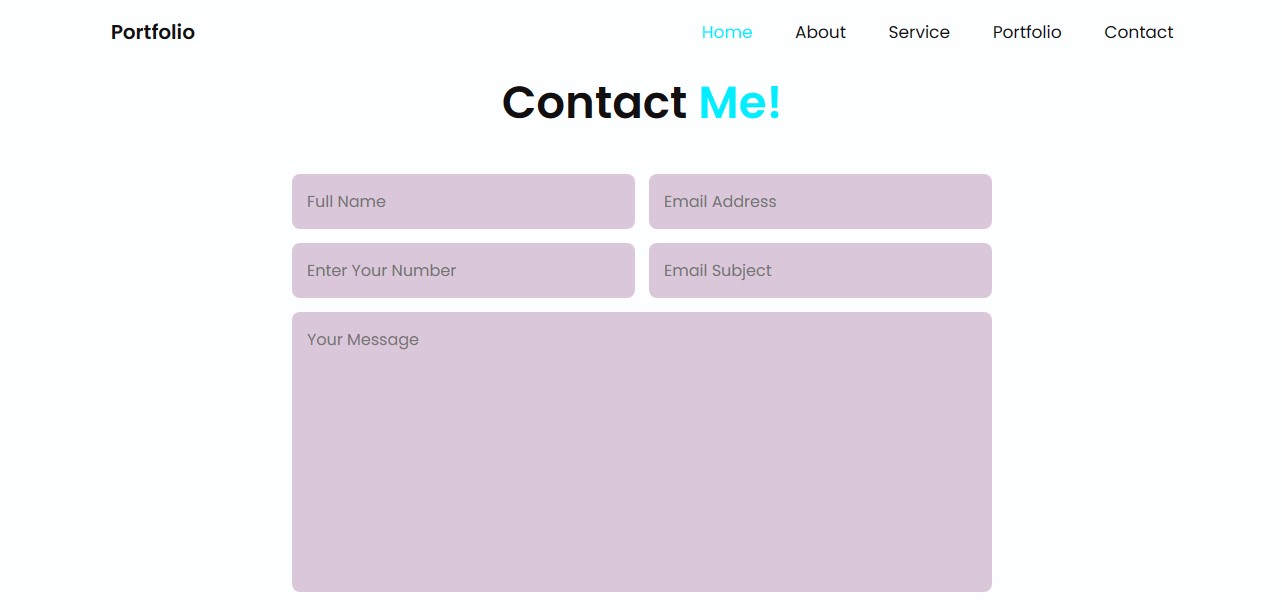 Portfolio Home About Service Portfolio Contact
Contact Me!
Full Name Email Address
Enter Your Number Email Subject
Your Message